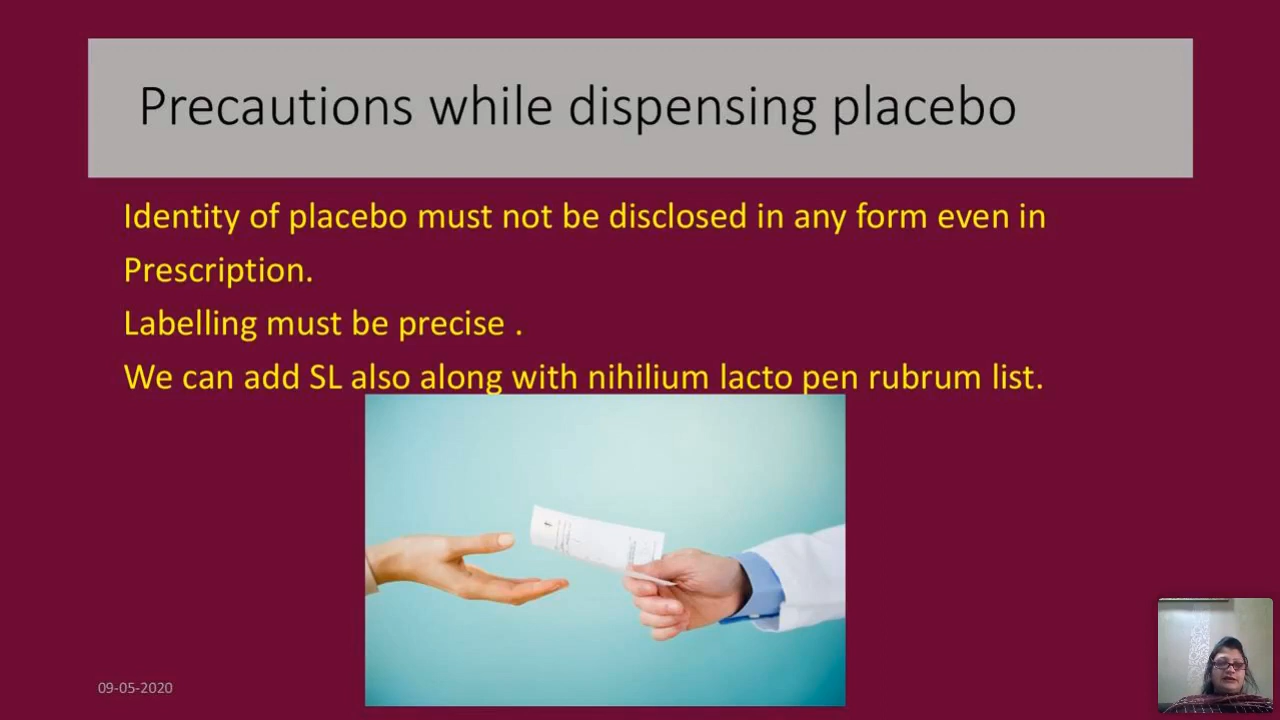 Precautions while dispensing placebo
Identity of placebo must not be disclosed in any form even in
Prescription.
Labelling must be precise .
We can add SL also along with nihilium lacto pen rubrum list.
09-05-2020